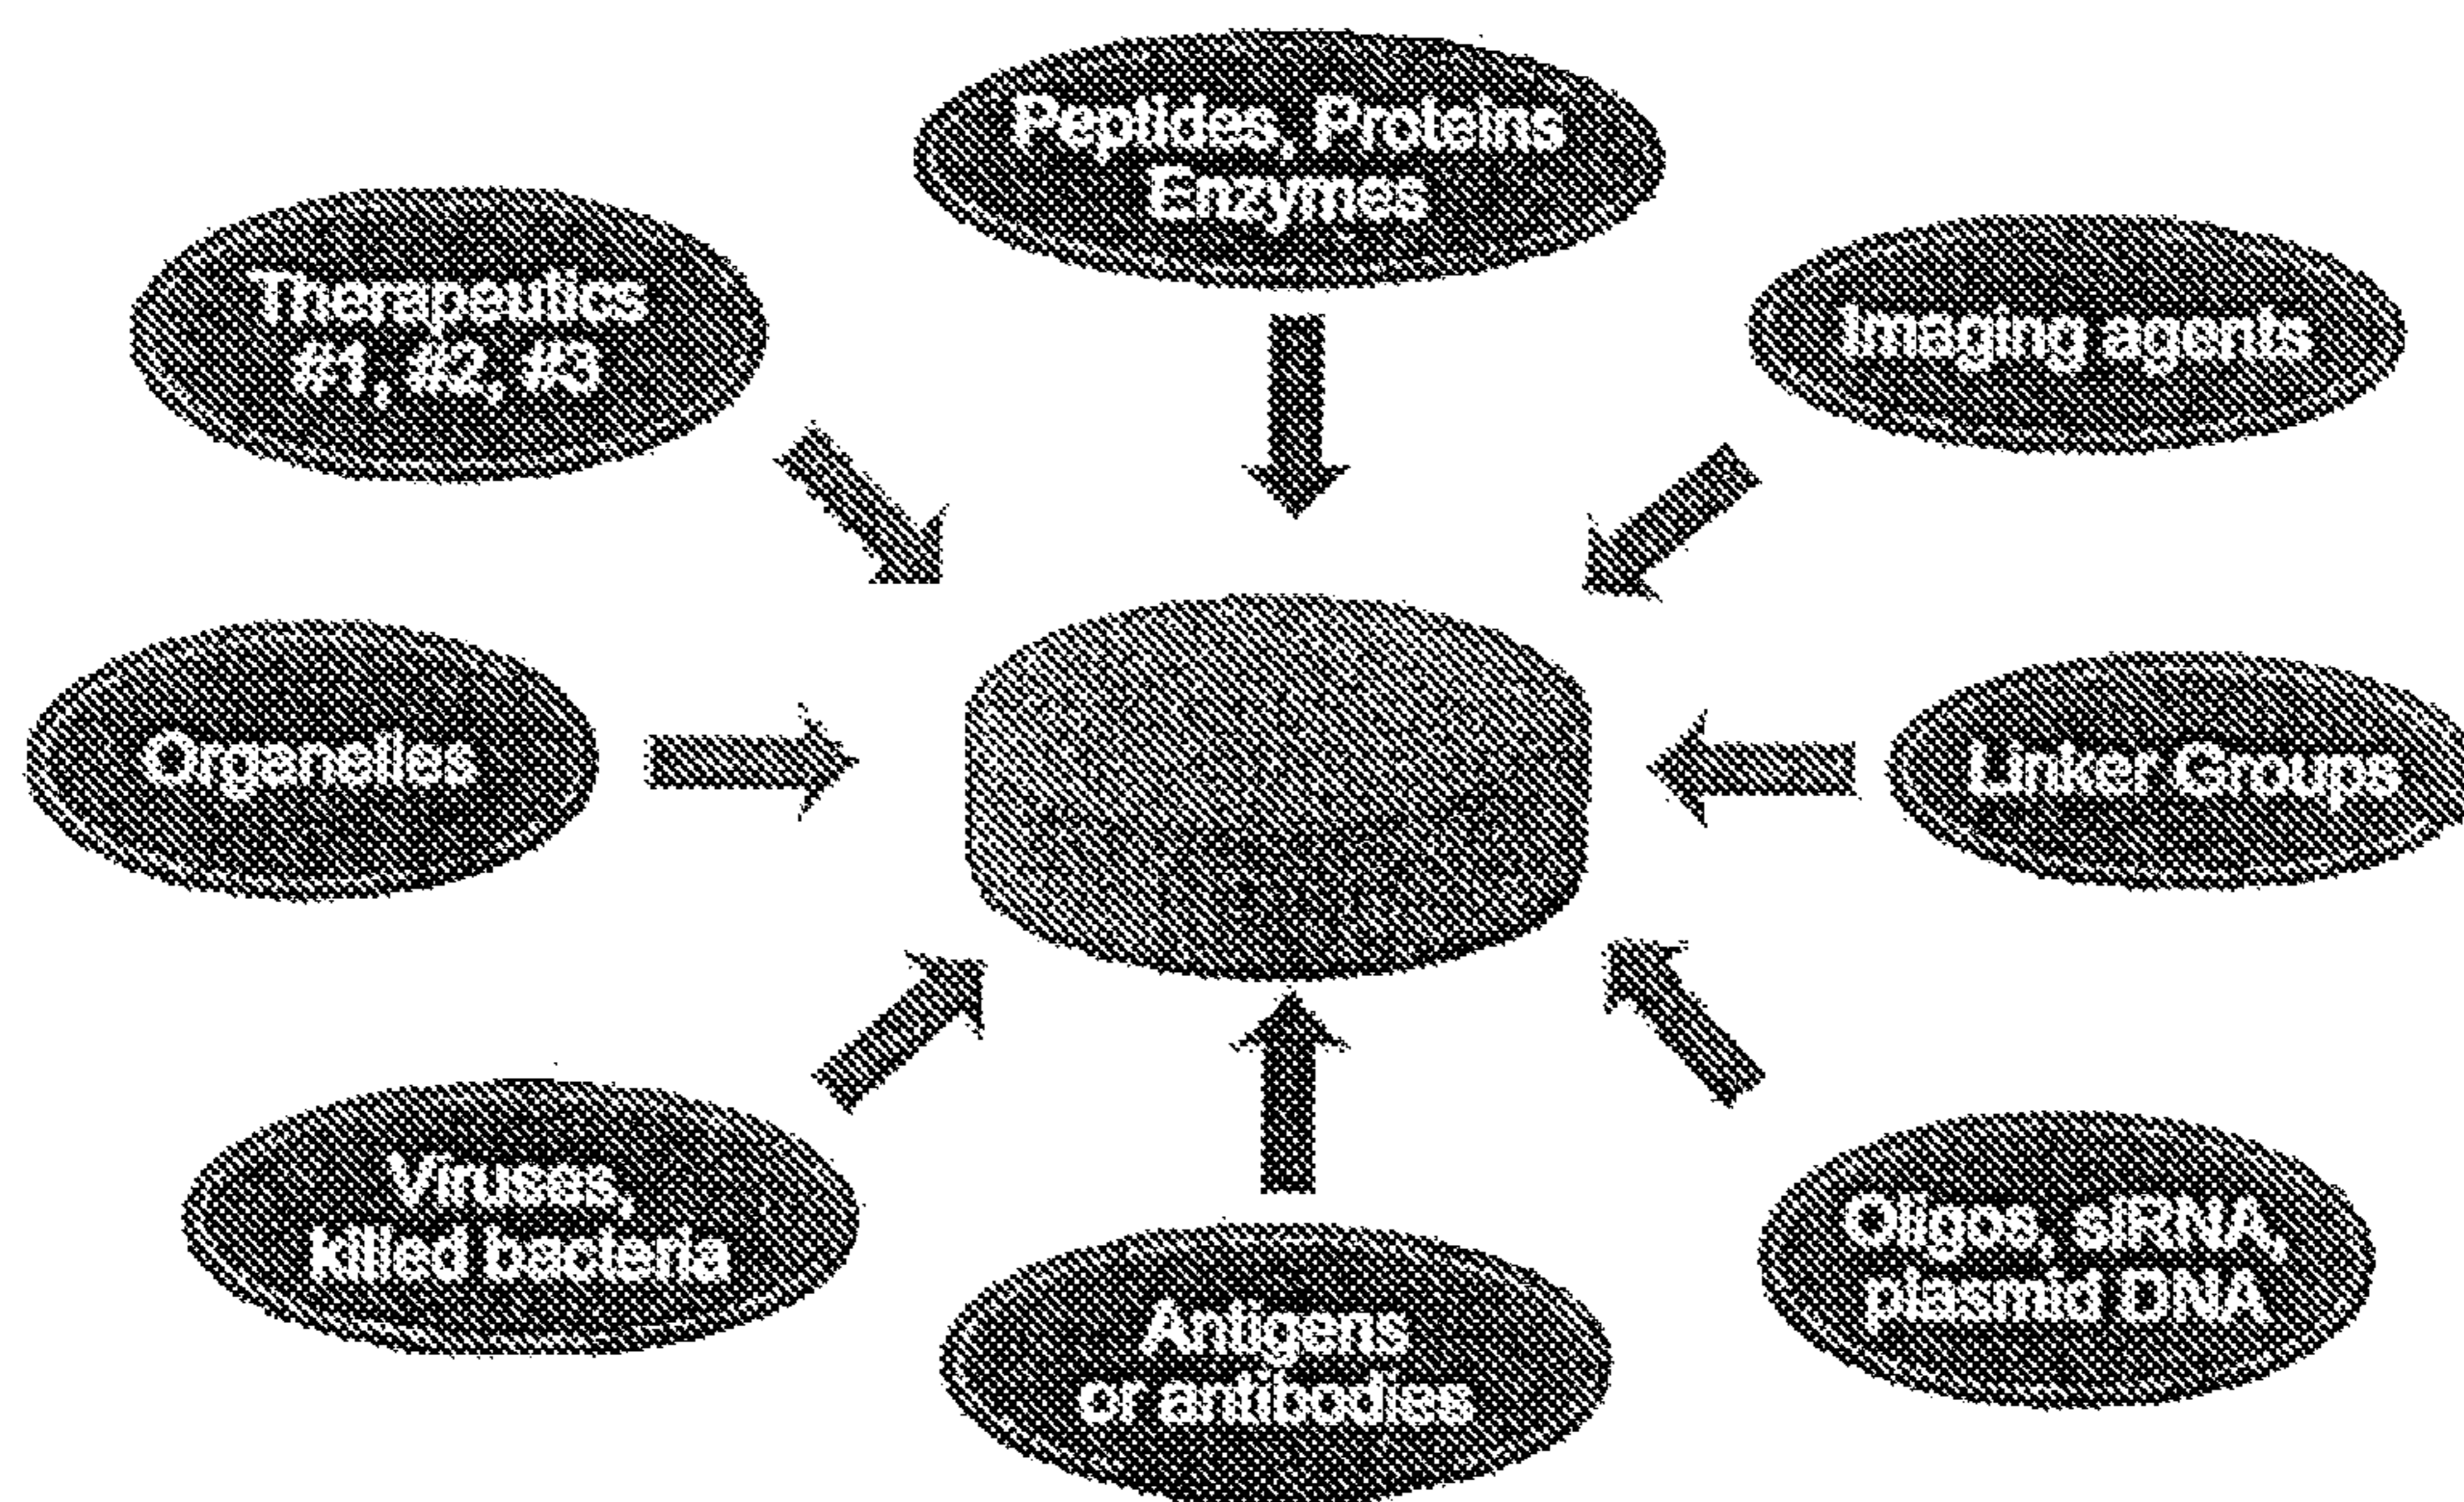 Peptides, Proteins
Enzymes
Therapeutics
#1, #2, #3
Imaging agents
Organelles
Linker Groups
Viruses,
killed bacteria
Oligos, siRNA,
plasmid DNA
Antigens
or antibodies